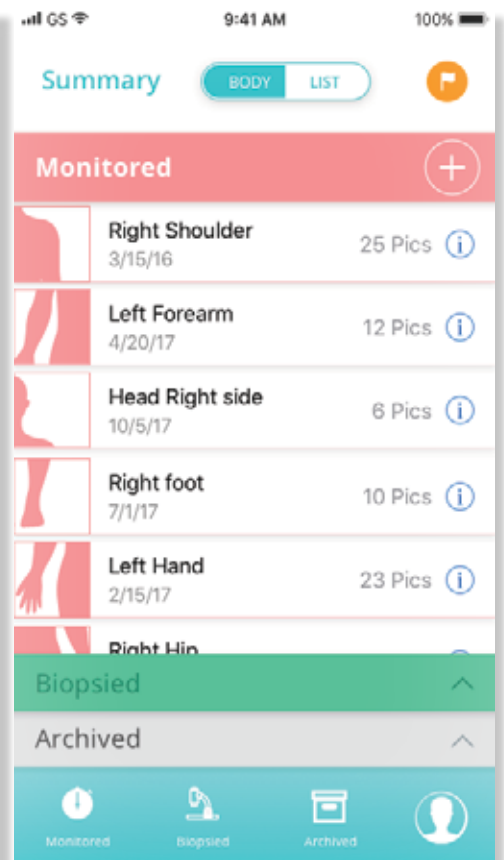 GS 9:41 AM 100%
Summary BODY LIST
Monitored
Right Shoulder
3/15/16
25 Pics
Left Forearm
4/20/17
12 Pics
Head Right side
10/5/17
6 Pics
Right foot
7/1/17
10 Pics
Left Hand
2/15/17
23 Pics
Right Hip
Biopsied
Archived
Monitored Biopsied Archived